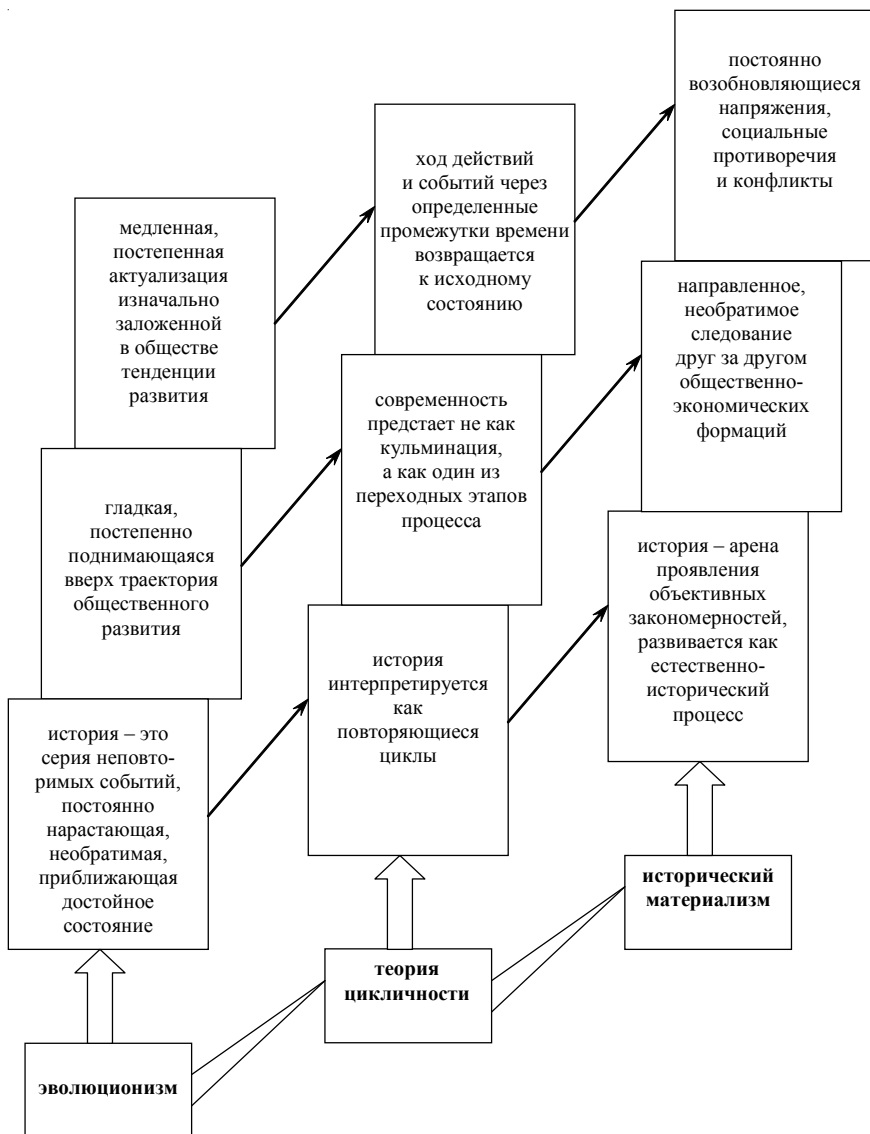 постоянно
возобновляющиеся
напряжения,
социальные
противоречия
и конфликты
ход действий
и событий через
определенные
промежутки времени
возвращается
к исходному
состоянию
медленная,
постепенная
актуализация
изначально
заложенной
в обществе
тенденции
развития
направленное,
необратимое
следование
друг за другом
общественно-
экономических
формаций
современность
предстает не как
кульминация,
а как один из
переходных этапов
процесса
гладкая,
постепенно
поднимающаяся
вверх траектория
общественного
развития
история – арена
проявления
объективных
закономерностей,
развивается как
естественно-
исторический
процесс
история
интерпретируется
как
повторяющиеся
циклы
история – это
серия неповто-
римых событий,
постоянно
нарастающая,
необратимая,
приближающая
достойное
состояние
исторический
материализм
теория
цикличности
эволюционизм